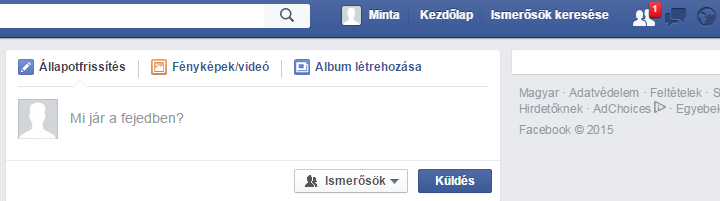 Minta Kezdőlap Ismerősök keresése 1
Állapotfrissítés Fényképek/videó Album létrehozása
Mi jár a fejedben?
Ismerősök Küldés
Magyar · Adatvédelem · Feltételek · S
Hirdetőknek · AdChoices · Egyebek
Facebook © 2015